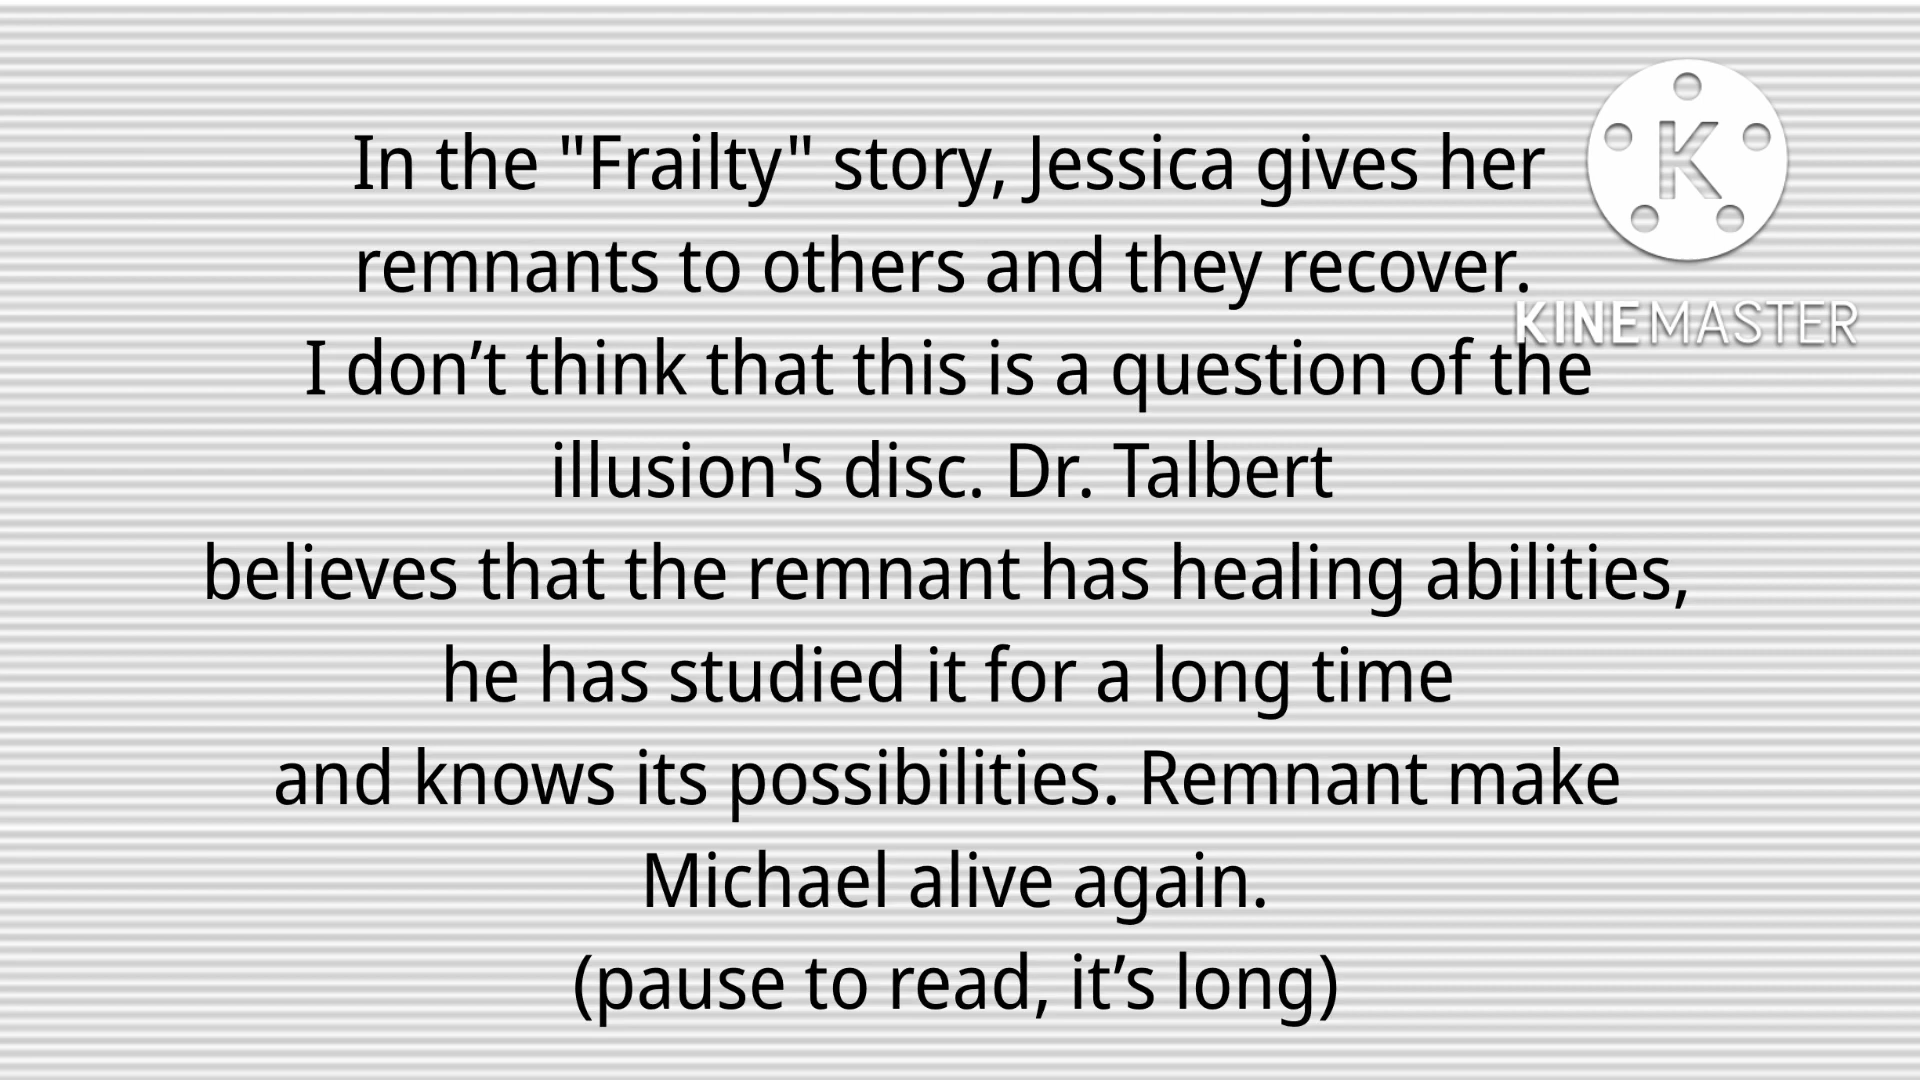 In the "Frailty" story, Jessica gives her
remnants to others and they recover.
KINEMASTER
I don’t think that this is a question of the
illusion's disc. Dr. Talbert
believes that the remnant has healing abilities,
he has studied it for a long time
and knows its possibilities. Remnant make
Michael alive again.
(pause to read, it’s long)
K